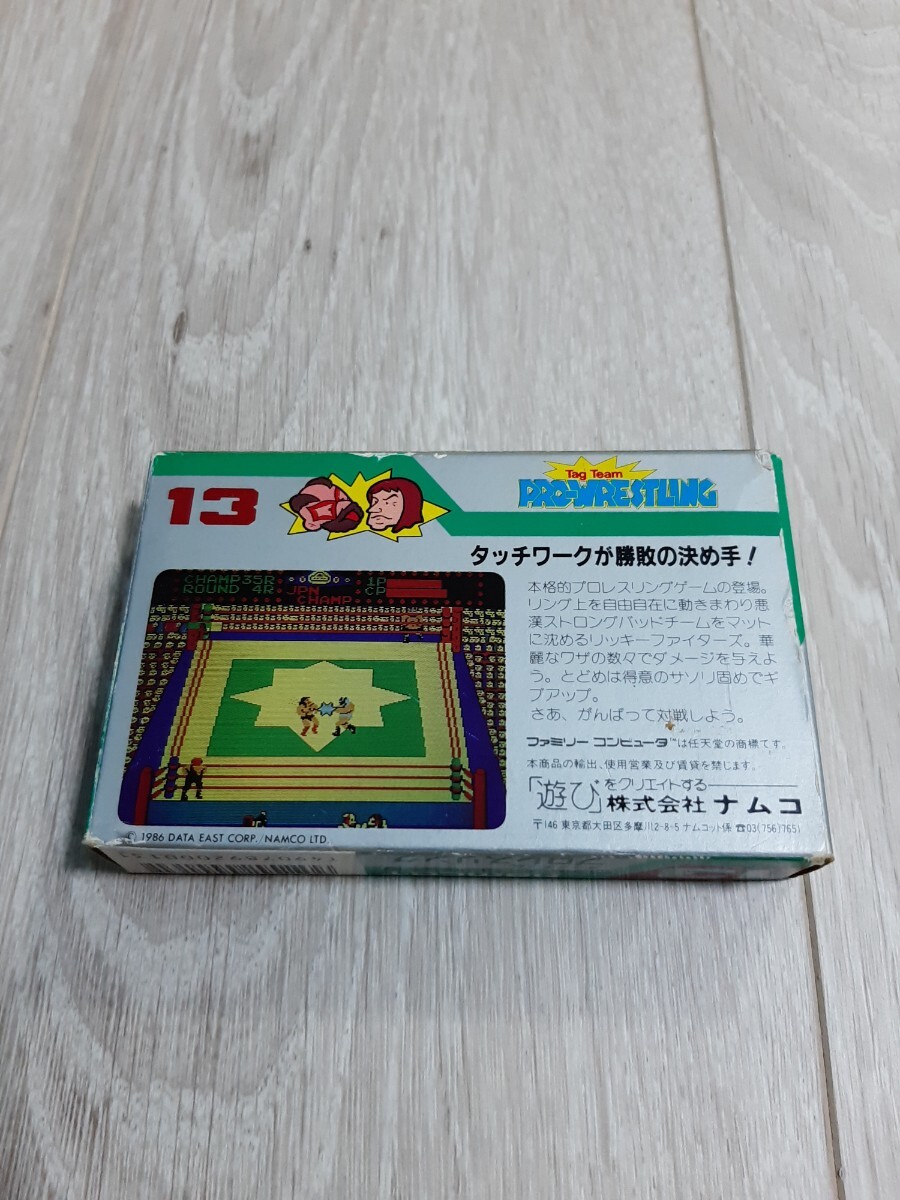 13
Tag Team
PRO-WRESTLING
タッチワークが勝敗の決め手!
CHAMP35R
ROUND 4R
JPN
CHAMP
1P
CP
本格的プロレスリングゲームの登場。
リング上を自由自在に動きまわり悪
漢ストロングバッドチームをマット
に沈めるリッキーファイターズ。華
麗なワザの数々でダメージを与えよ
う。とどめは得意のサソリ固めでギ
ブアップ。
さあ、がんばって対戦しよう。
ファミリー コンピュータ™は任天堂の商標です。
本商品の輸出、使用営業及び賃貸を禁じます。
「遊び」をクリエイトする
株式会社 ナムコ
〒146 東京都大田区多摩川2-8-5 ナムコット係 ☎03(756)7651
© 1986 DATA EAST CORP./NAMCO LTD.